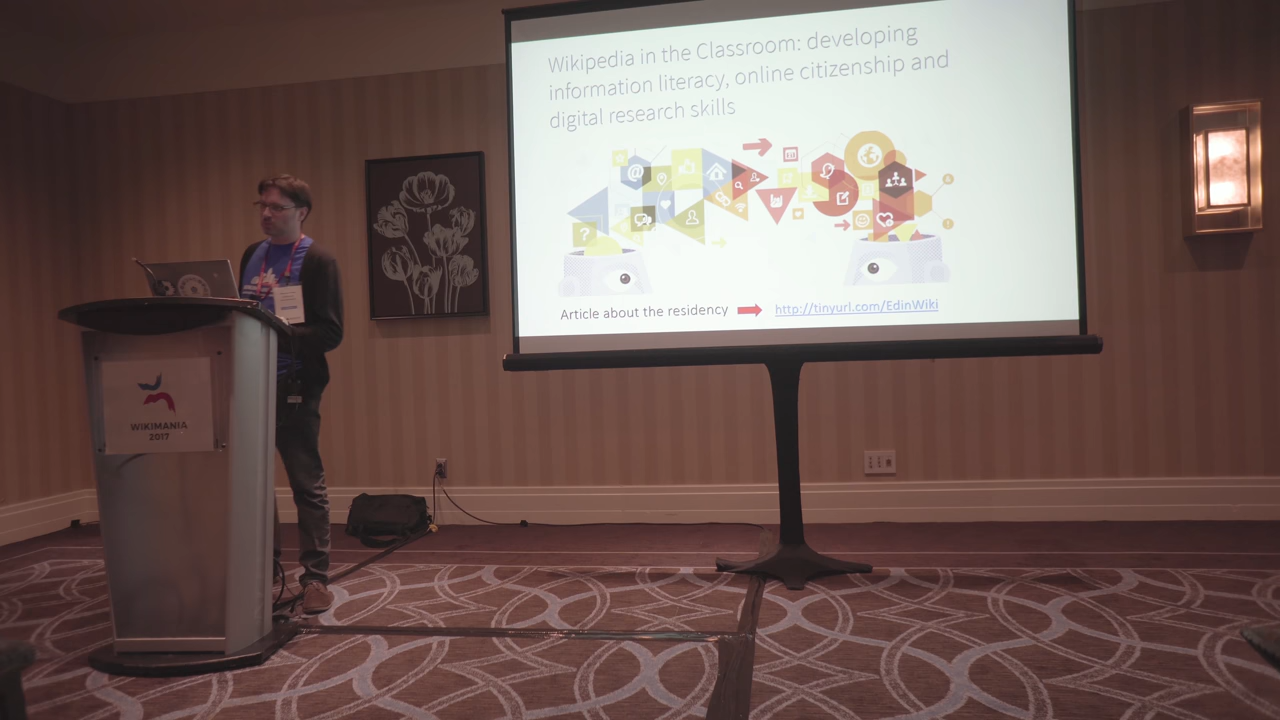 Wikipedia in the Classroom: developing
information literacy, online citizenship and
digital research skills
Article about the residency
http://tinyurl.com/EdinWiki
WIKIMANIA
2017